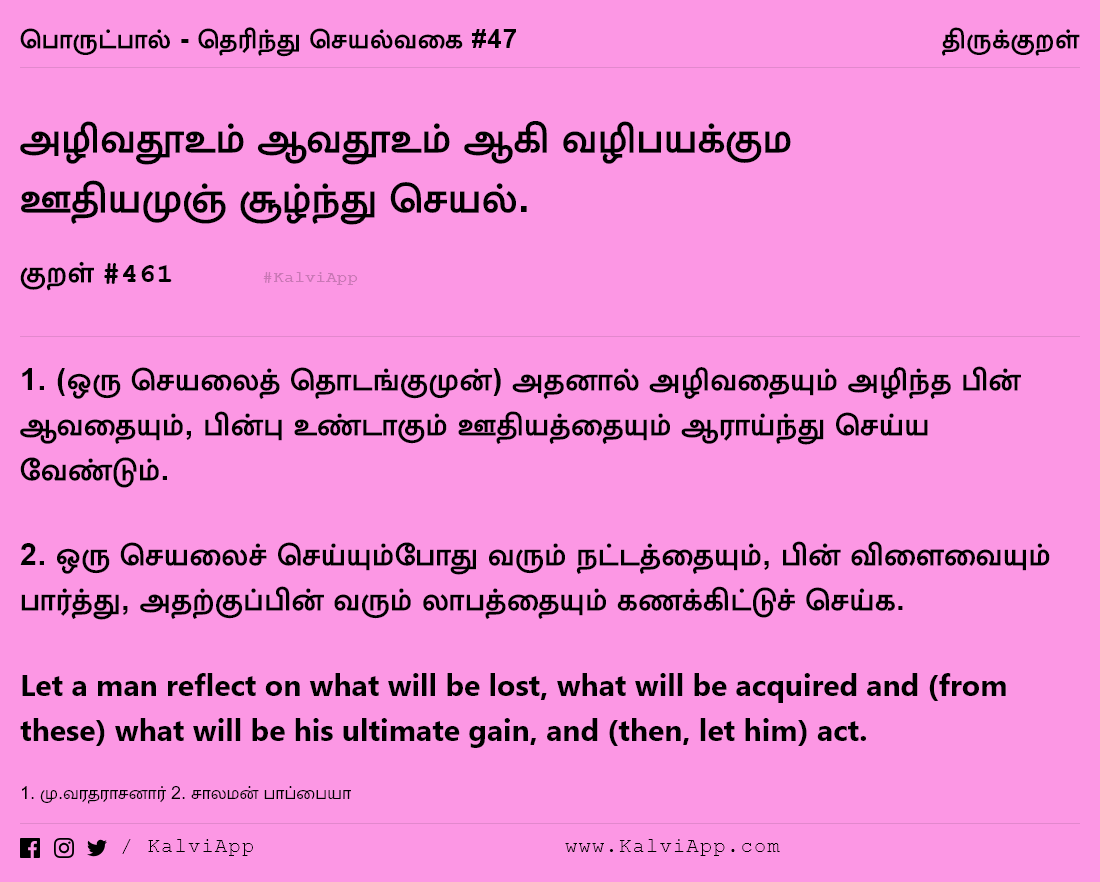 பொருட்பால் - தெரிந்து செயல்வகை #47 திருக்குறள்
அழிவதூஉம் ஆவதூஉம் ஆகி வழிபயக்கும
ஊதியமுஞ் சூழ்ந்து செயல்.
குறள் #461 #KalviApp
1. (ஒரு செயலைத் தொடங்குமுன்) அதனால் அழிவதையும் அழிந்த பின்
ஆவதையும், பின்பு உண்டாகும் ஊதியத்தையும் ஆராய்ந்து செய்ய
வேண்டும்.
2. ஒரு செயலைச் செய்யும்போது வரும் நட்டத்தையும், பின் விளைவையும்
பார்த்து, அதற்குப்பின் வரும் லாபத்தையும் கணக்கிட்டுச் செய்க.
Let a man reflect on what will be lost, what will be acquired and (from
these) what will be his ultimate gain, and (then, let him) act.
1. மு.வரதராசனார் 2. சாலமன் பாப்பையா
/ KalviApp www.KalviApp.com